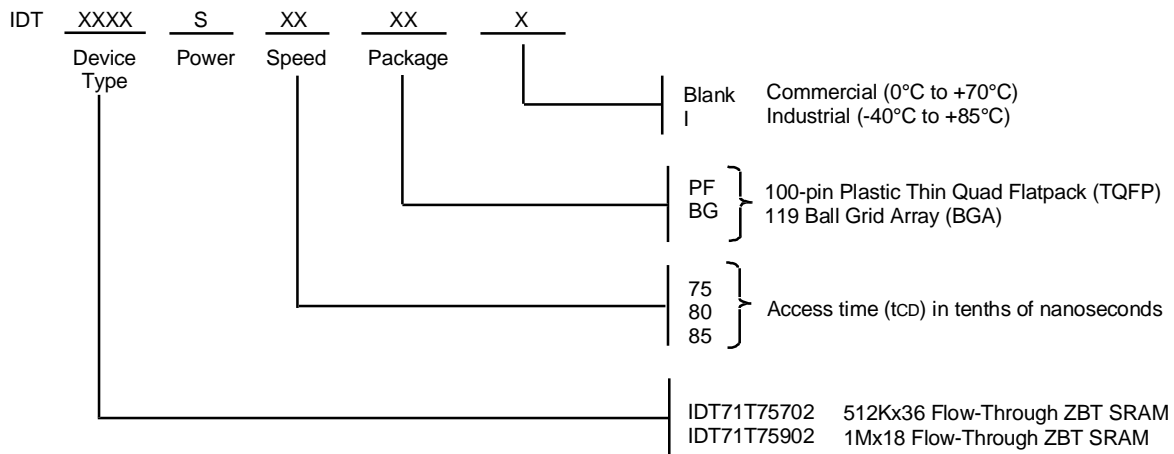 IDT XXXX S XX XX X
Device Type Power Speed Package
Blank Commercial (0°C to +70°C)
I Industrial (-40°C to +85°C)
PF 100-pin Plastic Thin Quad Flatpack (TQFP)
BG 119 Ball Grid Array (BGA)
75
80 Access time (tCD) in tenths of nanoseconds
85
IDT71T75702 512Kx36 Flow-Through ZBT SRAM
IDT71T75902 1Mx18 Flow-Through ZBT SRAM